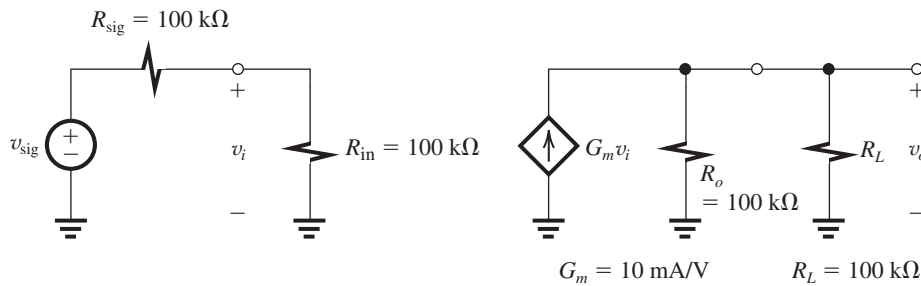 R_sig = 100 kΩ
+
+
−
v_sig
v_i
R_in = 100 kΩ
−
G_m v_i
R_o
= 100 kΩ
R_L
+
−
G_m = 10 mA/V
R_L = 100 kΩ